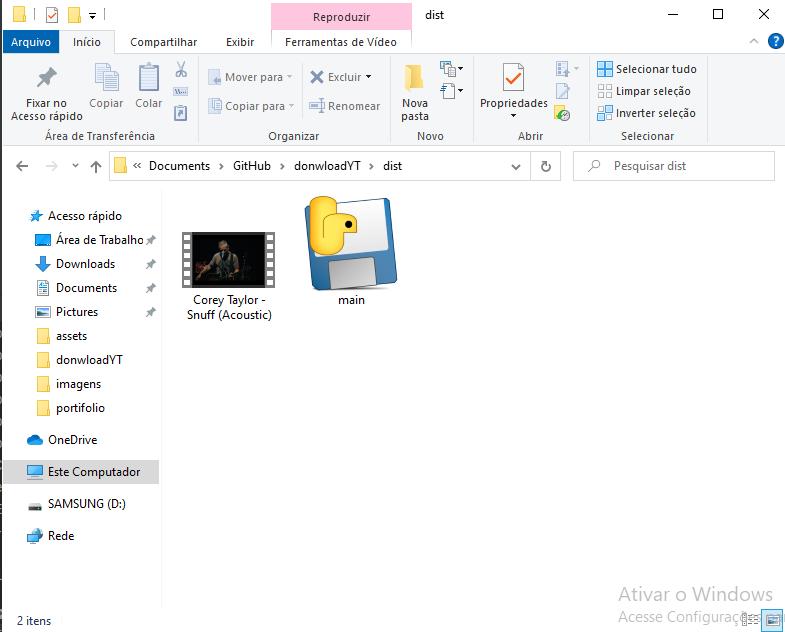 Reproduzir
dist
Arquivo
Início
Compartilhar
Exibir
Ferramentas de Vídeo
Fixar no
Acesso rápido
Copiar
Colar
Área de Transferência
Mover para
Copiar para
Excluir
Renomear
Organizar
Nova
pasta
Novo
Propriedades
Abrir
Selecionar tudo
Limpar seleção
Inverter seleção
Selecionar
« Documents › GitHub › donwloadYT › dist
Pesquisar dist
Acesso rápido
Área de Trabalho
Downloads
Documents
Pictures
assets
donwloadYT
imagens
portifolio
OneDrive
Este Computador
SAMSUNG (D:)
Rede
Corey Taylor -
Snuff (Acoustic)
main
Ativar o Windows
Acesse Configurações
2 itens